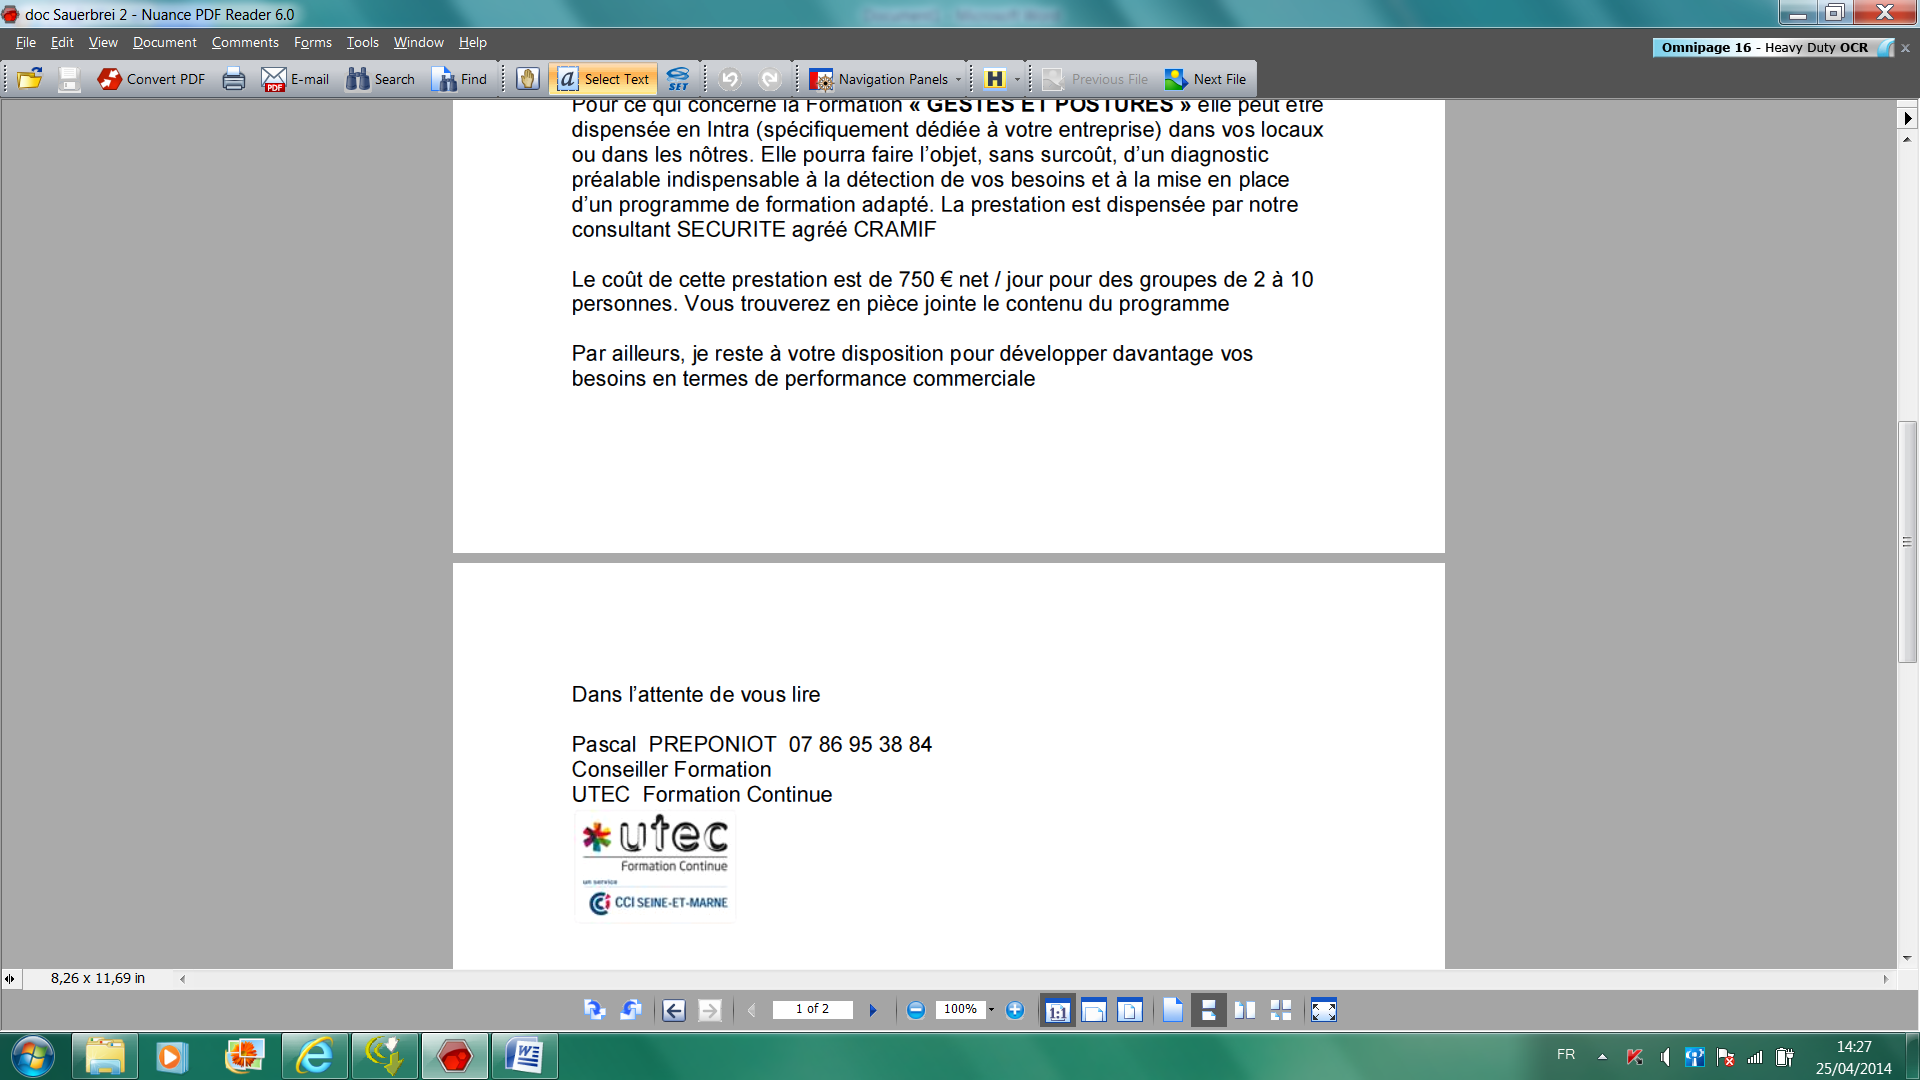 doc Sauerbrei 2 - Nuance PDF Reader 6.0
File Edit View Document Comments Forms Tools Window Help
Omnipage 16 - Heavy Duty OCR
Convert PDF E-mail Search Find Select Text SET Navigation Panels H Previous File Next File
Pour ce qui concerne la Formation « GESTES ET POSTURES » elle peut être
dispensée en Intra (spécifiquement dédiée à votre entreprise) dans vos locaux
ou dans les nôtres. Elle pourra faire l’objet, sans surcoût, d’un diagnostic
préalable indispensable à la détection de vos besoins et à la mise en place
d’un programme de formation adapté. La prestation est dispensée par notre
consultant SECURITE agréé CRAMIF
Le coût de cette prestation est de 750 € net / jour pour des groupes de 2 à 10
personnes. Vous trouverez en pièce jointe le contenu du programme
Par ailleurs, je reste à votre disposition pour développer davantage vos
besoins en termes de performance commerciale
Dans l’attente de vous lire
Pascal PREPONIOT 07 86 95 38 84
Conseiller Formation
UTEC Formation Continue
utec
Formation Continue
un service
CCI SEINE-ET-MARNE
8,26 x 11,69 in
1 of 2 100% 1:1
FR 14:27
25/04/2014